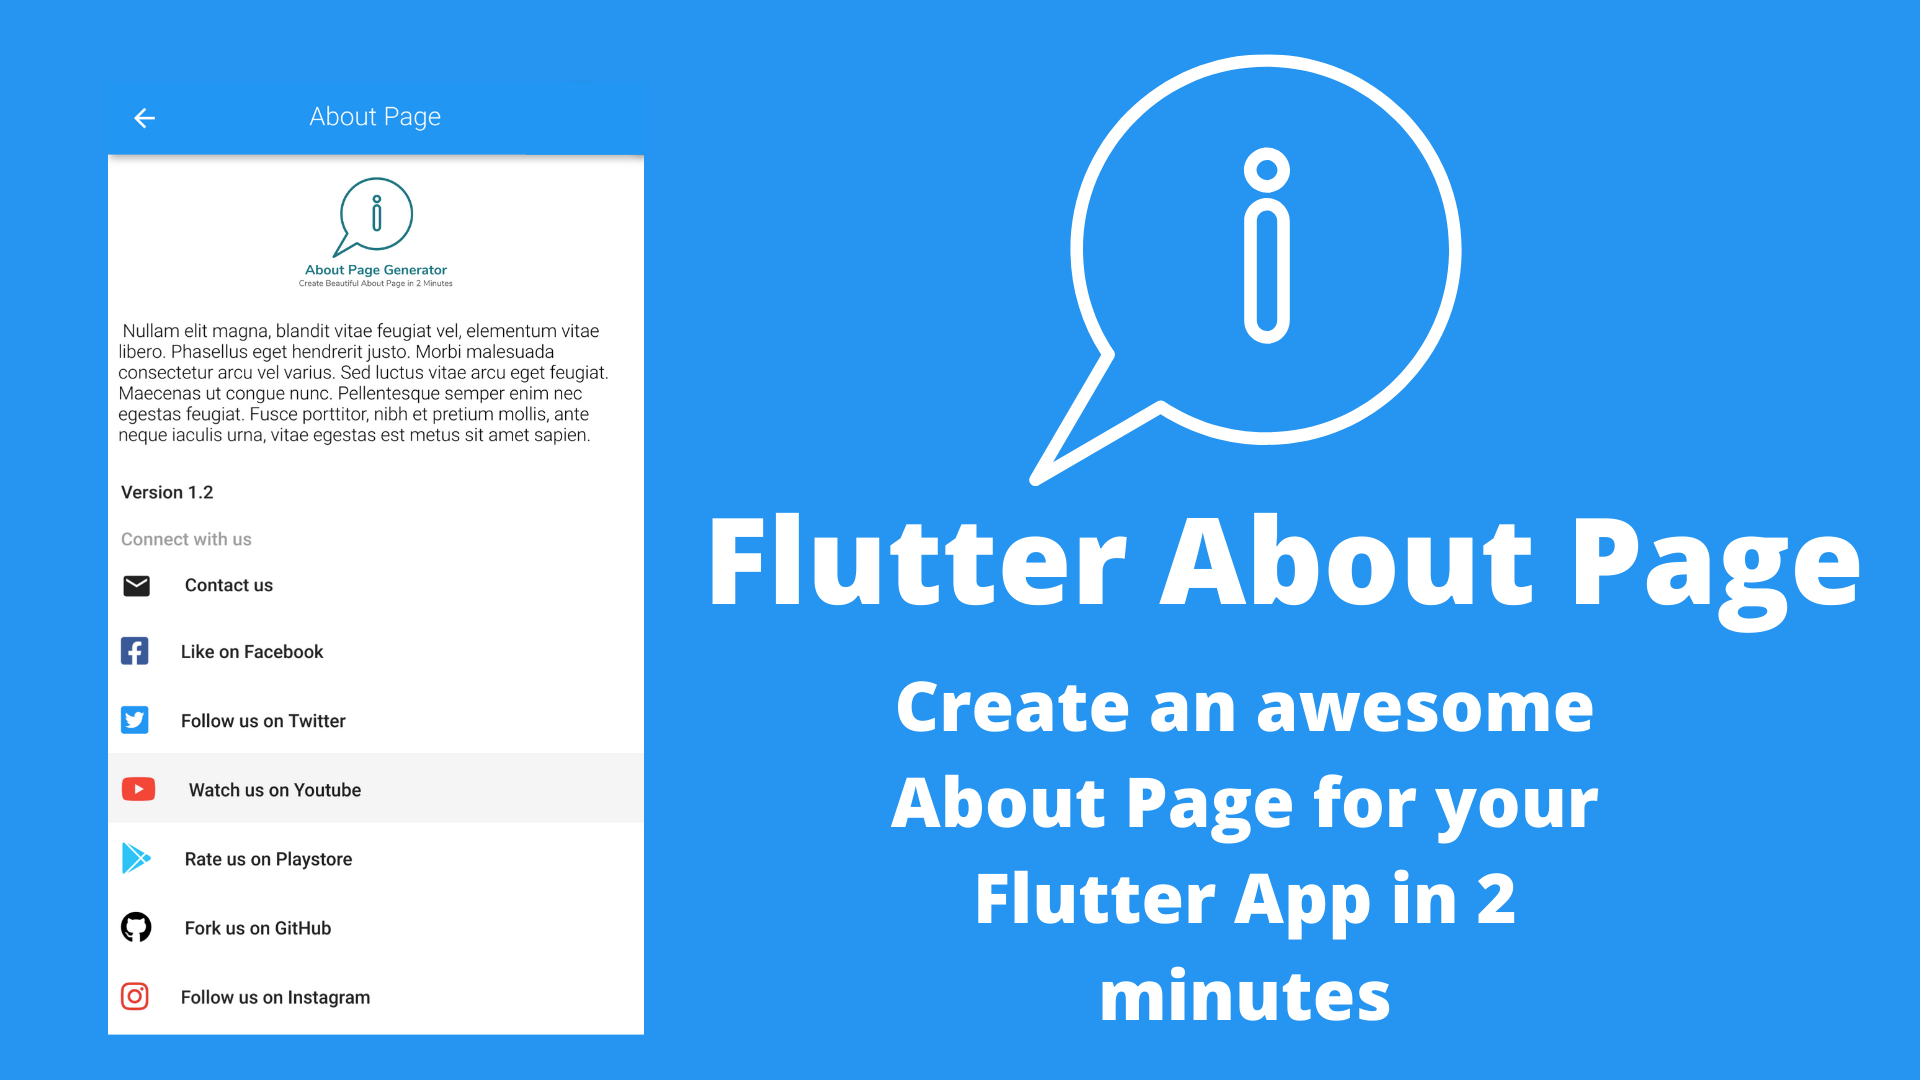 About Page
About Page Generator
Create Beautiful About Page in 2 Minutes
Nullam elit magna, blandit vitae feugiat vel, elementum vitae
libero. Phasellus eget hendrerit justo. Morbi malesuada
consectetur arcu vel varius. Sed luctus vitae arcu eget feugiat.
Maecenas ut congue nunc. Pellentesque semper enim nec
egestas feugiat. Fusce porttitor, nibh et pretium mollis, ante
neque iaculis urna, vitae egestas est metus sit amet sapien.
Version 1.2
Connect with us
Contact us
Like on Facebook
Follow us on Twitter
Watch us on Youtube
Rate us on Playstore
Fork us on GitHub
Follow us on Instagram
Flutter About Page
Create an awesome
About Page for your
Flutter App in 2
minutes